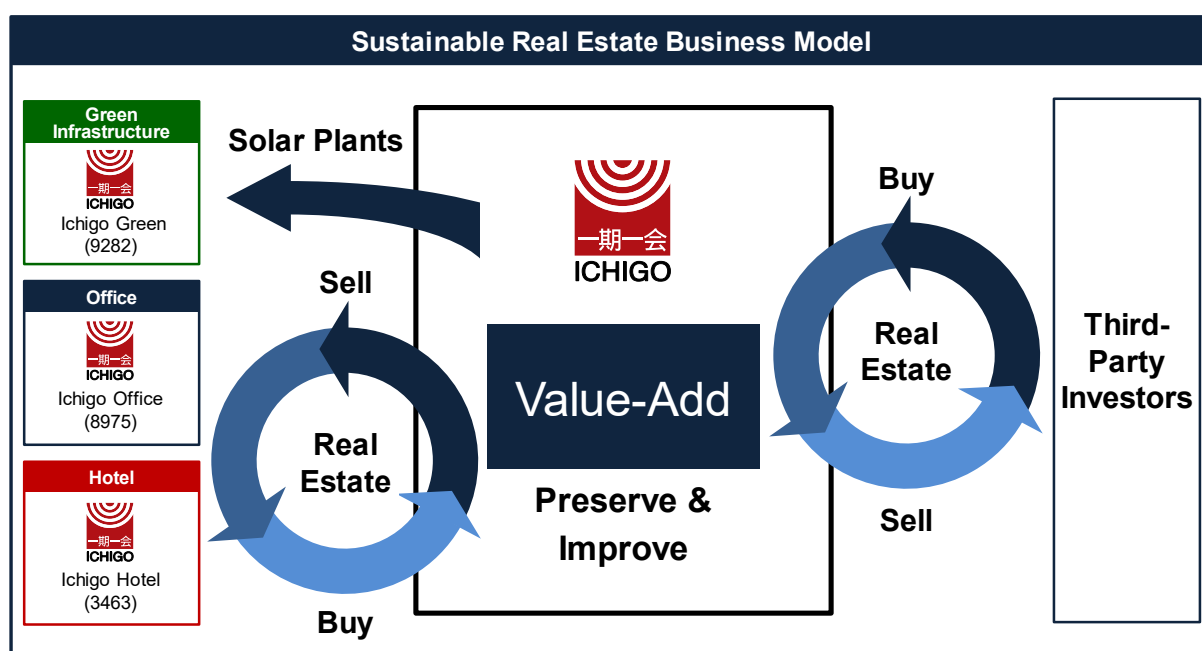 Sustainable Real Estate Business Model
Green
Infrastructure
一期一会
ICHIGO
Ichigo Green
(9282)
Office
一期一会
ICHIGO
Ichigo Office
(8975)
Hotel
一期一会
ICHIGO
Ichigo Hotel
(3463)
Solar Plants
Sell
Real
Estate
Buy
一期一会
ICHIGO
Value-Add
Preserve &
Improve
Buy
Real
Estate
Sell
Third-
Party
Investors